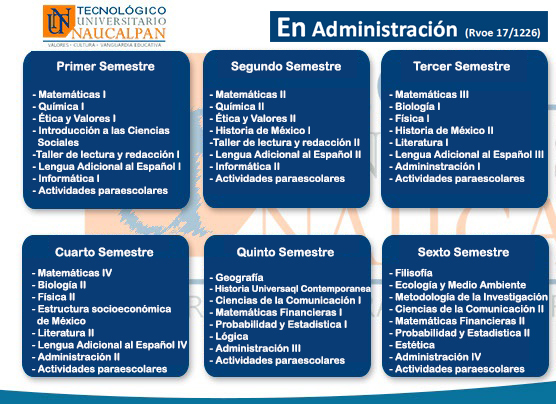 TECNOLÓGICO
UNIVERSITARIO
NAUCALPAN
VALORES - CULTURA - VANGUARDIA EDUCATIVA
En Administración (Rvoe 17/1226)
Primer Semestre
- Matemáticas I
- Química I
- Ética y Valores I
- Introducción a las Ciencias
Sociales
-Taller de lectura y redacción I
- Lengua Adicional al Español I
- Informática I
- Actividades paraescolares
Segundo Semestre
- Matemáticas II
- Química II
- Ética y Valores II
- Historia de México I
-Taller de lectura y redacción II
- Lengua Adicional al Español II
- Informática II
- Actividades paraescolares
Tercer Semestre
- Matemáticas III
- Biología I
- Física I
- Historia de México II
- Literatura I
- Lengua Adicional al Español III
- Admininstración I
- Actividades paraescolares
Cuarto Semestre
- Matemáticas IV
- Biología II
- Física II
- Estructura socioeconómica
de México
- Literatura II
- Lengua Adicional al Español IV
- Administración II
- Actividades paraescolares
Quinto Semestre
- Geografía
- Historia Universaql Contemporanea
- Ciencias de la Comunicación I
- Matemáticas Financieras I
- Probabilidad y Estadistica I
- Lógica
- Administración III
- Actividades paraescolares
Sexto Semestre
- Filosofía
- Ecología y Medio Ambiente
- Metodología de la Investigación
- Ciencias de la Comunicación II
- Matemáticas Financieras II
- Probabilidad y Estadistica II
- Estética
- Administración IV
- Actividades paraescolares